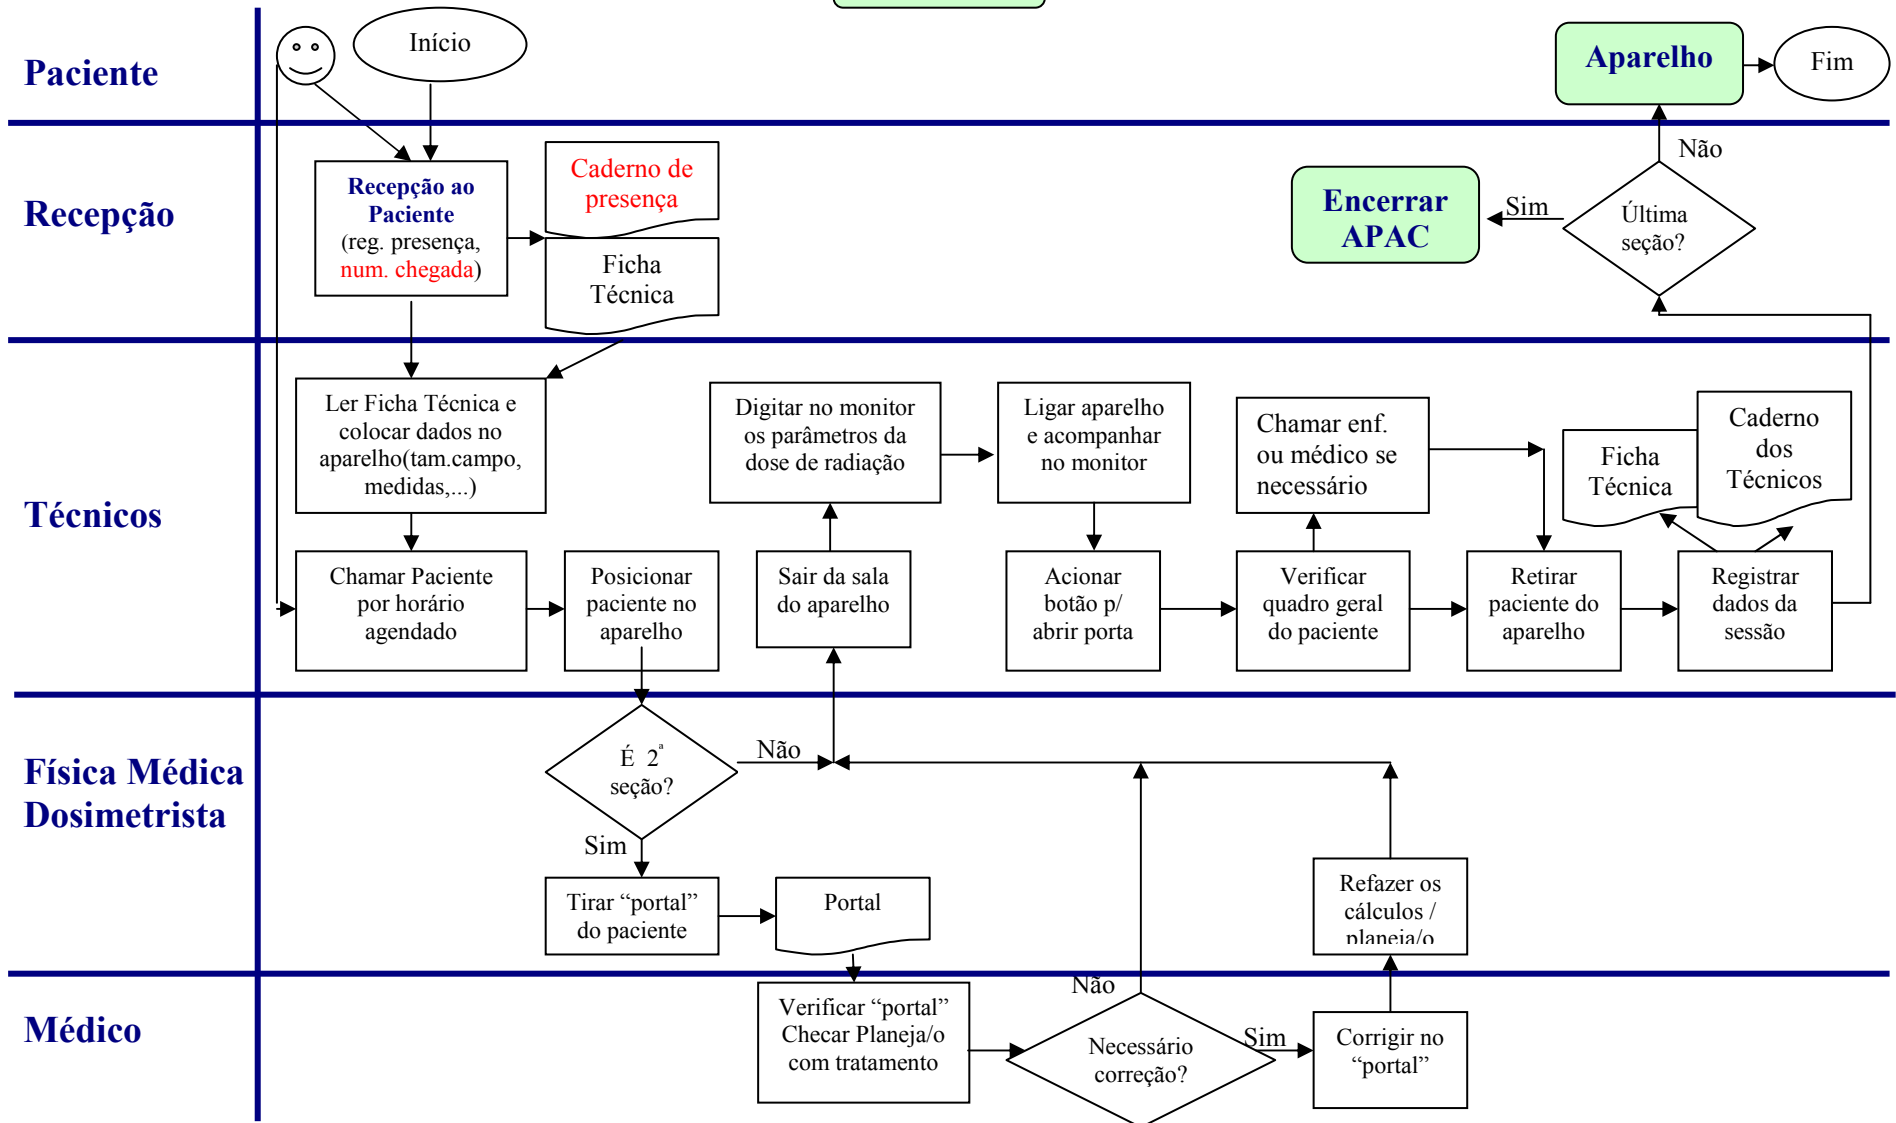 Paciente
Início
Aparelho
Fim
Recepção
Recepção ao
Paciente
(reg. presença,
num. chegada)
Caderno de
presença
Ficha
Técnica
Encerrar
APAC
Sim
Última
seção?
Não
Técnicos
Ler Ficha Técnica e
colocar dados no
aparelho(tam.campo,
medidas,...)
Digitar no monitor
os parâmetros da
dose de radiação
Ligar aparelho
e acompanhar
no monitor
Chamar enf.
ou médico se
necessário
Ficha
Técnica
Caderno
dos
Técnicos
Chamar Paciente
por horário
agendado
Posicionar
paciente no
aparelho
Sair da sala
do aparelho
Acionar
botão p/
abrir porta
Verificar
quadro geral
do paciente
Retirar
paciente do
aparelho
Registrar
dados da
sessão
Física Médica
Dosimetrista
É 2ª
seção?
Não
Sim
Tirar “portal”
do paciente
Portal
Refazer os
cálculos /
planeja/o
Médico
Verificar “portal”
Checar Planeja/o
com tratamento
Não
Necessário
correção?
Sim
Corrigir no
“portal”